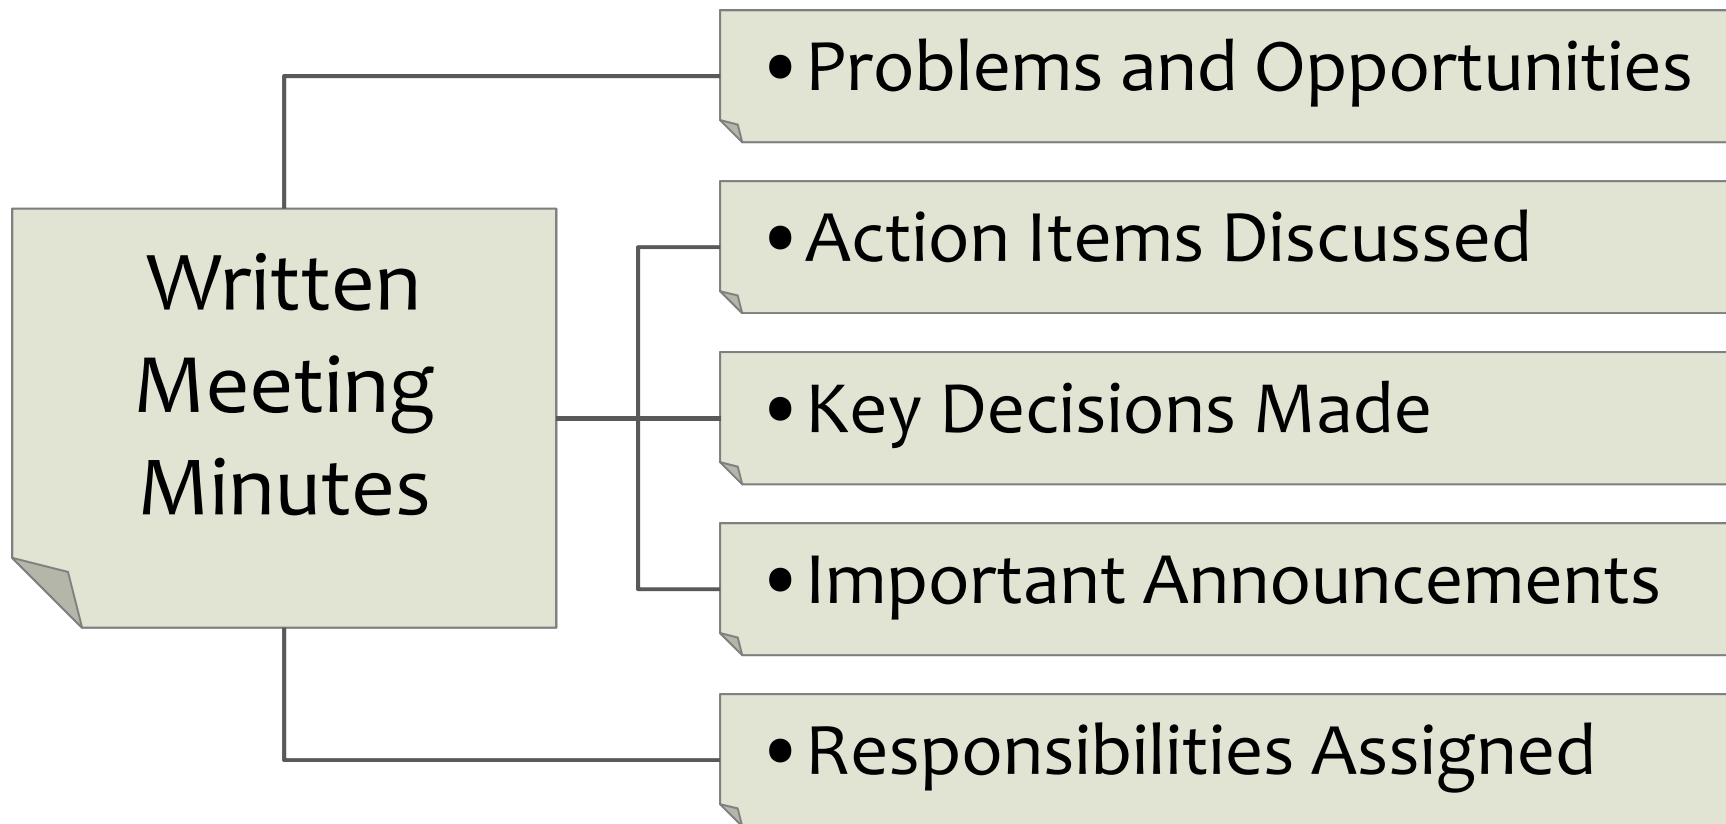 Written
Meeting
Minutes
• Problems and Opportunities
• Action Items Discussed
• Key Decisions Made
• Important Announcements
• Responsibilities Assigned